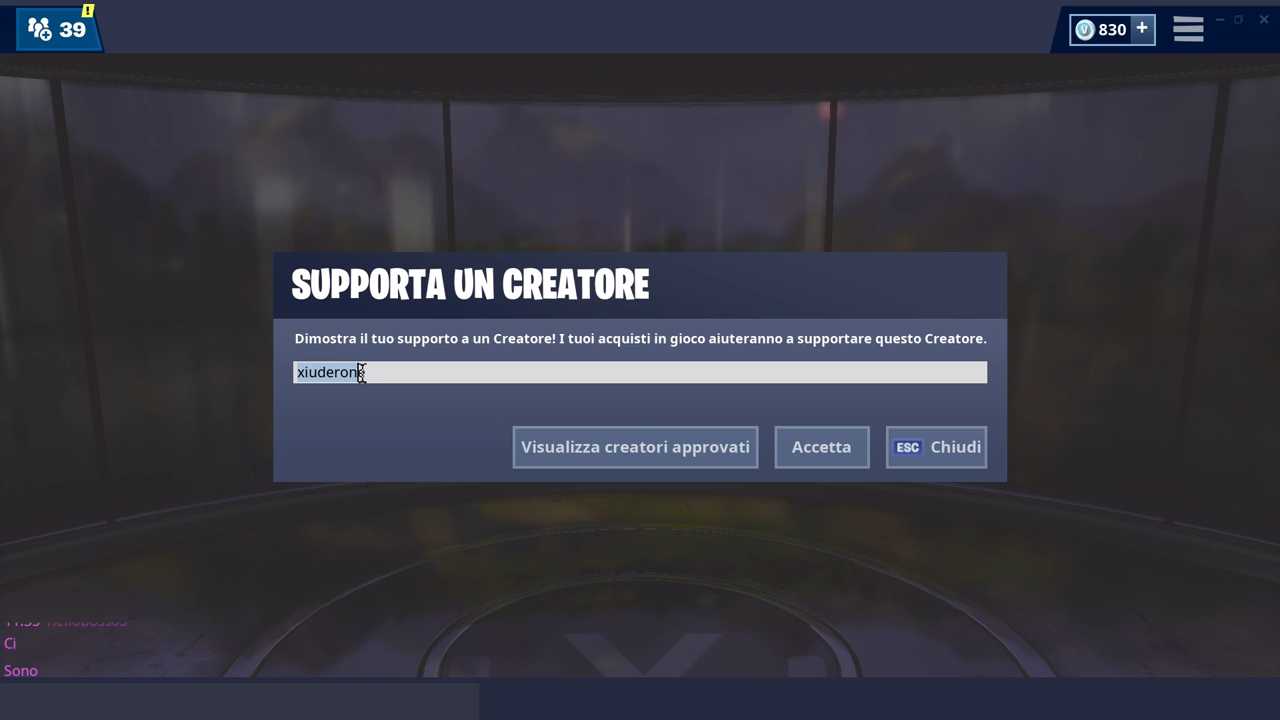 39
!
830 +
SUPPORTA UN CREATORE
Dimostra il tuo supporto a un Creatore! I tuoi acquisti in gioco aiuteranno a supportare questo Creatore.
xiuderone
Visualizza creatori approvati
Accetta
ESC Chiudi
Ci
Sono